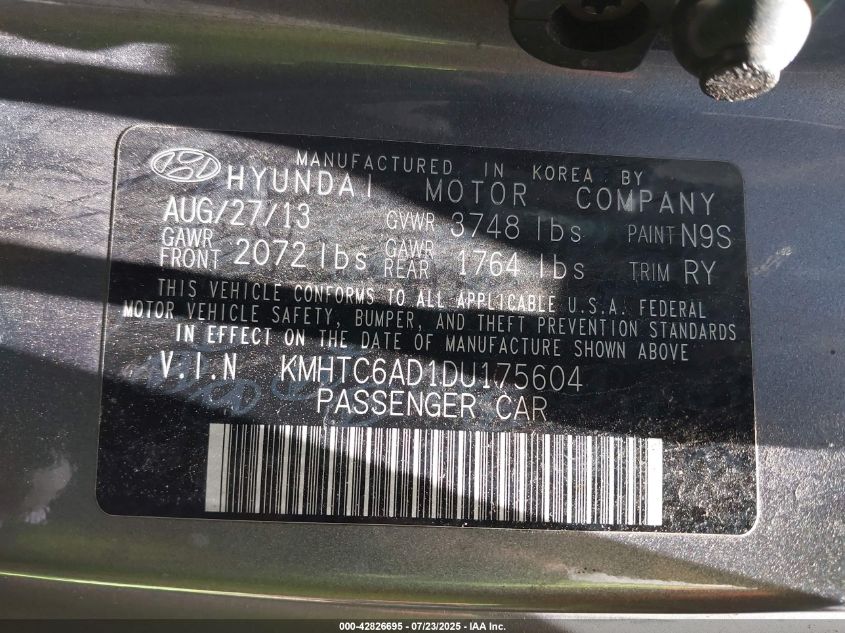 MANUFACTURED IN KOREA BY
HYUNDAI MOTOR COMPANY
AUG/27/13 GVWR 3748 lbs PAINT N9S
GAWR FRONT 2072 lbs GAWR REAR 1764 lbs TRIM RY
THIS VEHICLE CONFORMS TO ALL APPLICABLE U.S.A. FEDERAL
MOTOR VEHICLE SAFETY, BUMPER, AND THEFT PREVENTION STANDARDS
IN EFFECT ON THE DATE OF MANUFACTURE SHOWN ABOVE
V.I.N KMHTC6AD1DU175604
PASSENGER CAR
000-42826695 - 07/23/2025 - IAA Inc.